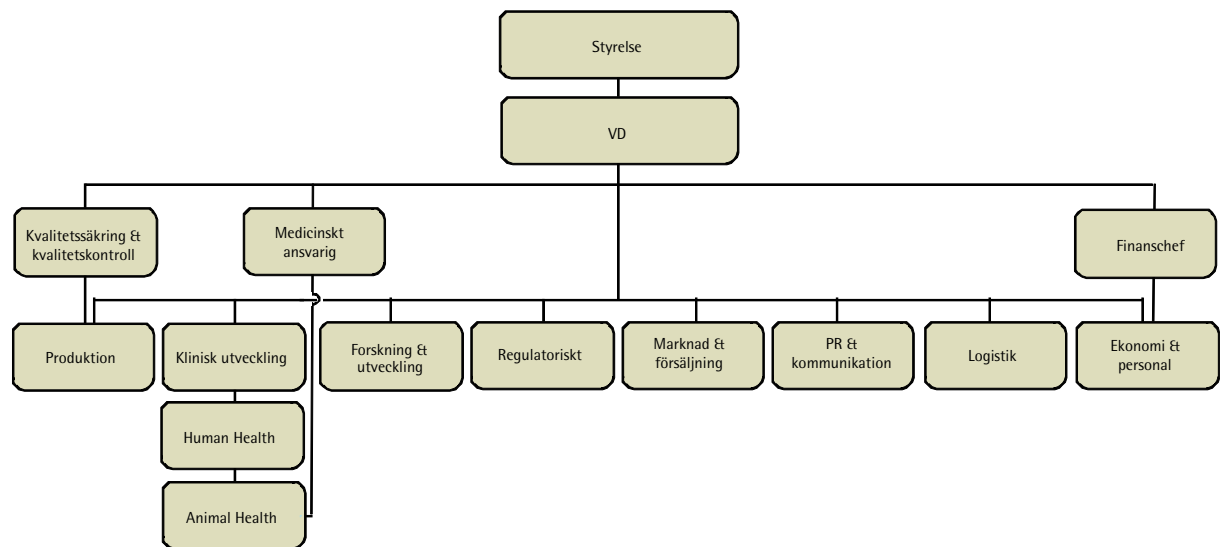 Styrelse
VD
Kvalitetssäkring &
kvalitetskontroll
Medicinskt
ansvarig
Finanschef
Produktion
Klinisk utveckling
Forskning &
utveckling
Regulatoriskt
Marknad &
försäljning
PR &
kommunikation
Logistik
Ekonomi &
personal
Human Health
Animal Health